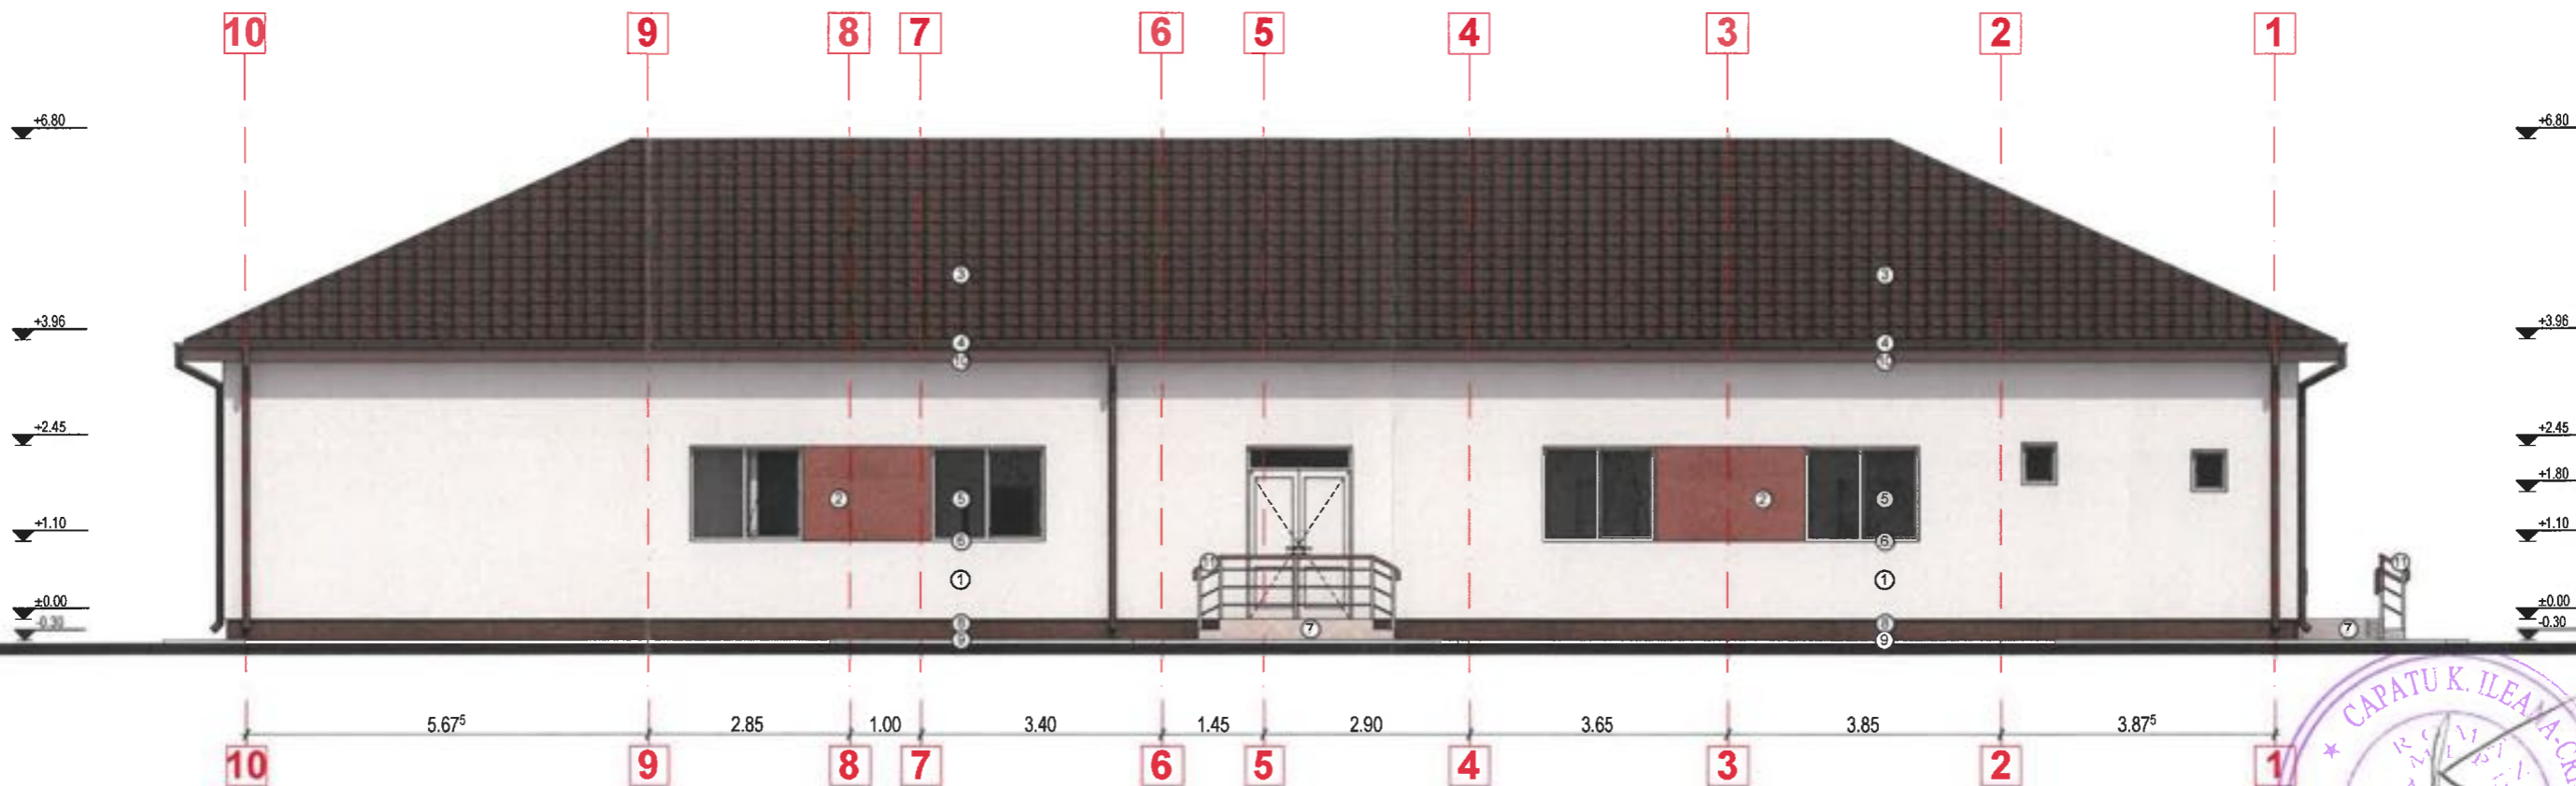 10 9 8 7 6 5 4 3 2 1
+6.80 +6.80
3 3
+3.96 +3.96
4 4
10 10
+2.45 +2.45
+1.80
2 5 2 5
+1.10 +1.10
6 6
11 11
1 1
±0.00 ±0.00
8 8
-0.30 7 7 -0.30
9 9
CAPATU K. ILEANA-CRI
5.67⁵ 2.85 1.00 3.40 1.45 2.90 3.65 3.85 3.87⁵
10 9 8 7 6 5 4 3 2 1